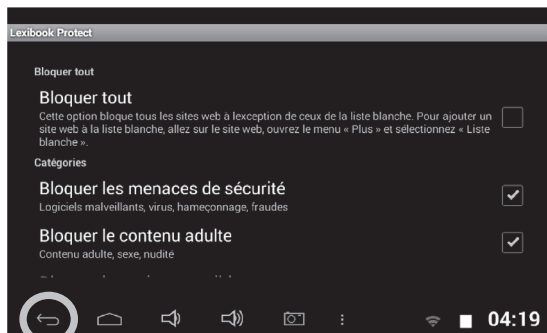 Lexibook Protect
Bloquer tout
Bloquer tout
Cette option bloque tous les sites web à lexception de ceux de la liste blanche. Pour ajouter un
site web à la liste blanche, allez sur le site web, ouvrez le menu « Plus » et sélectionnez « Liste
blanche ».
Catégories
Bloquer les menaces de sécurité
Logiciels malveillants, virus, hameçonnage, fraudes
Bloquer le contenu adulte
Contenu adulte, sexe, nudité
04:19